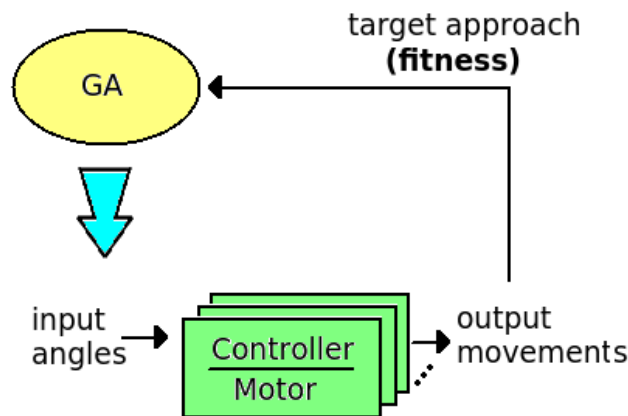 target approach
(fitness)
GA
input
angles
Controller
Motor
output
movements